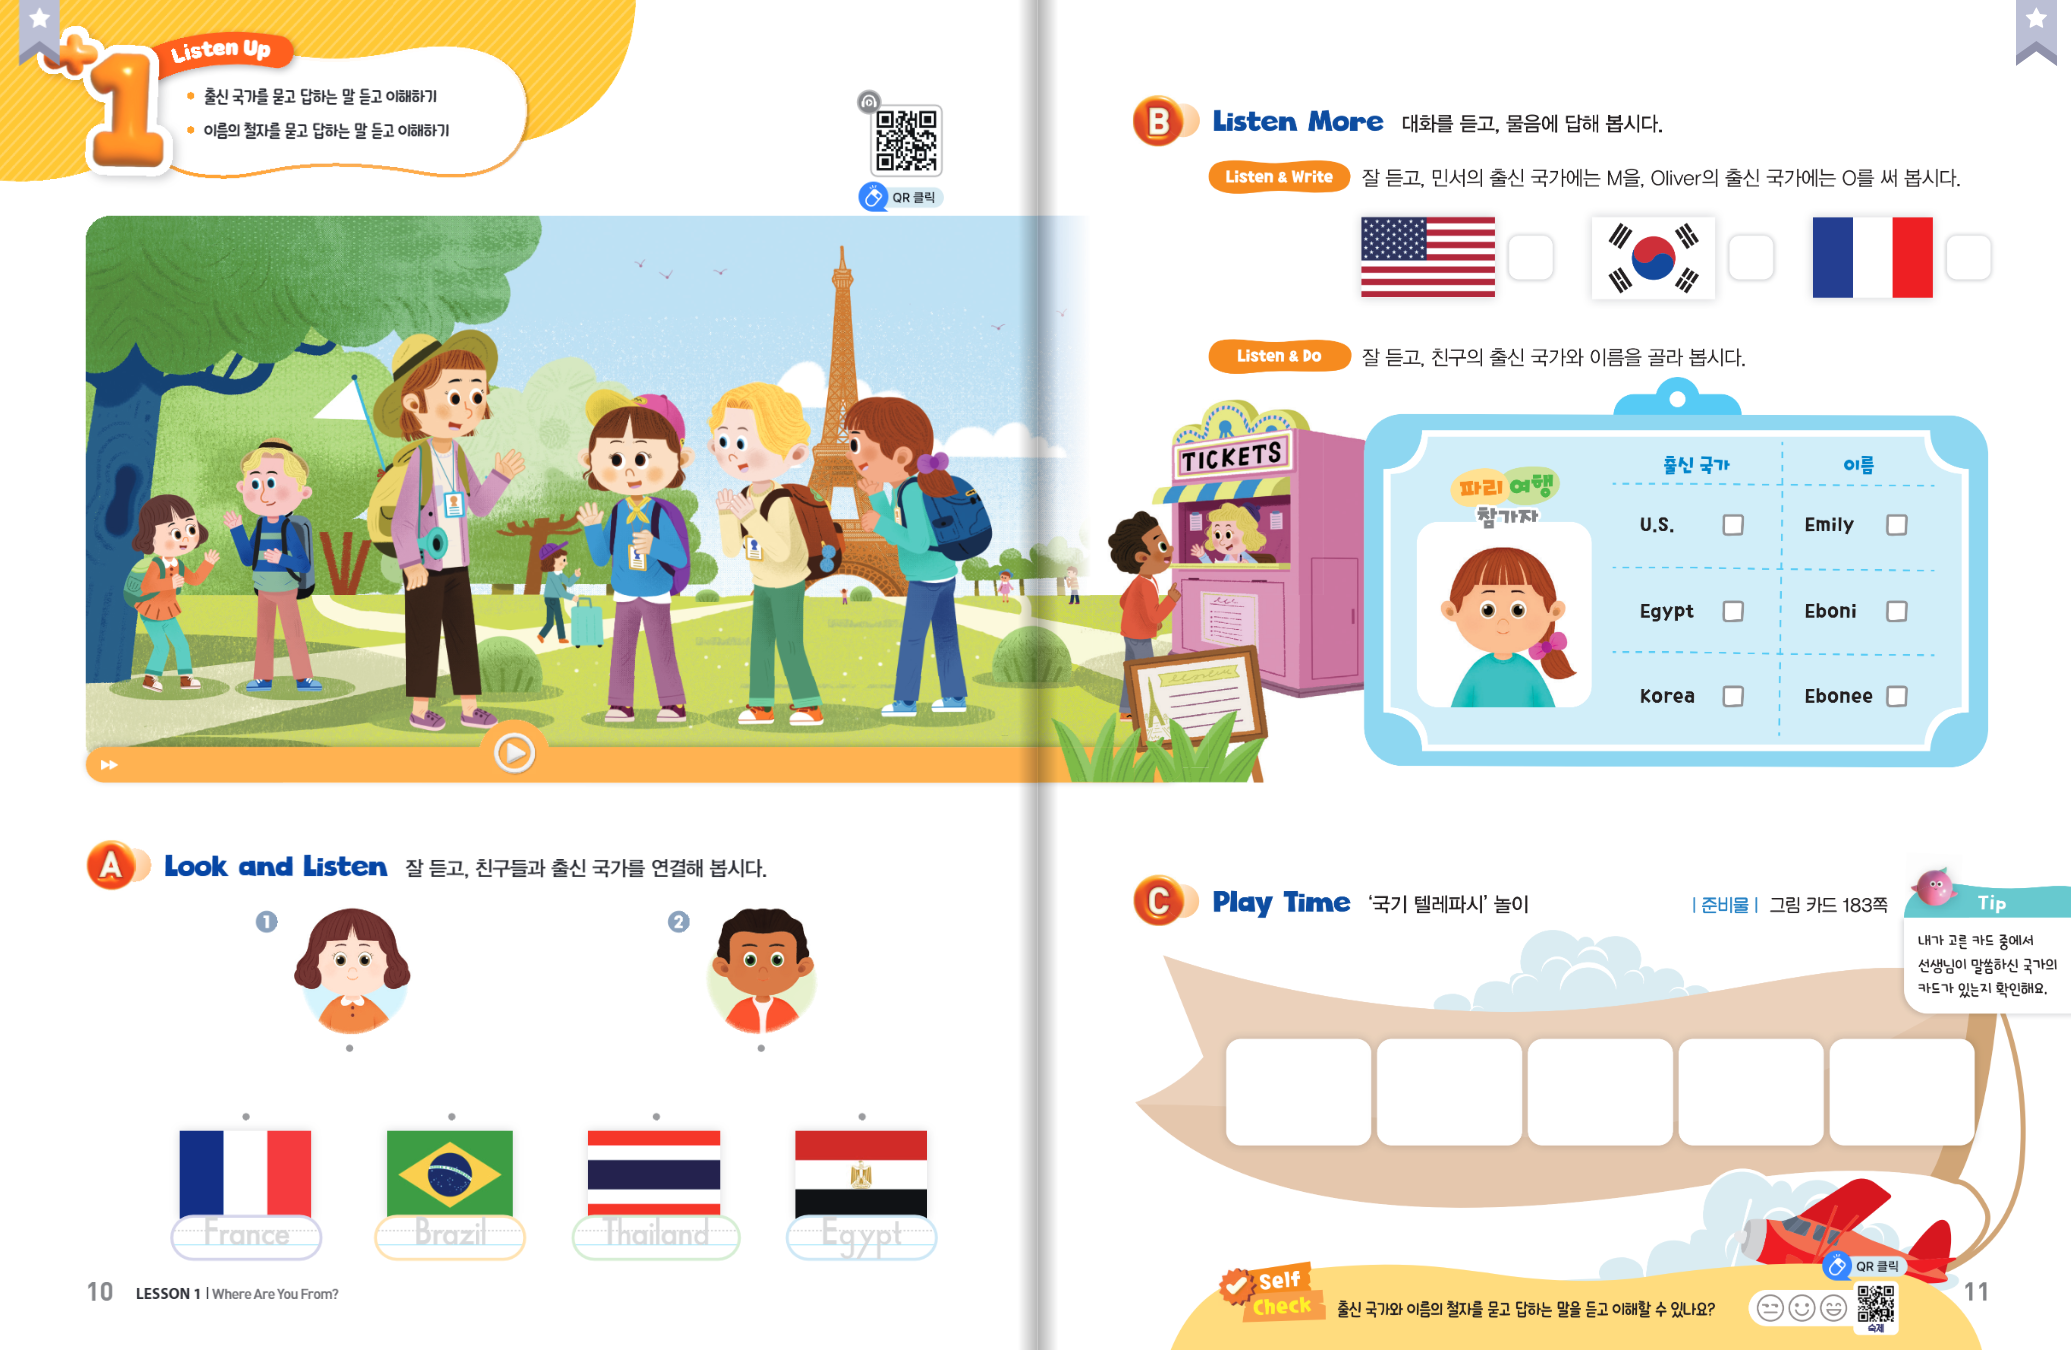 +1
Listen Up
출신 국가를 묻고 답하는 말 듣고 이해하기
이름의 철자를 묻고 답하는 말 듣고 이해하기
QR 클릭
A Look and Listen 잘 듣고, 친구들과 출신 국가를 연결해 봅시다.
1
2
France
Brazil
Thailand
Egypt
10 LESSON 1 | Where Are You From?
B Listen More 대화를 듣고, 물음에 답해 봅시다.
Listen & Write 잘 듣고, 민서의 출신 국가에는 M을, Oliver의 출신 국가에는 O를 써 봅시다.
Listen & Do 잘 듣고, 친구의 출신 국가와 이름을 골라 봅시다.
TICKETS
파리 여행
참가자
출신 국가 이름
U.S. Emily
Egypt Eboni
Korea Ebonee
C Play Time ‘국기 텔레파시’ 놀이 | 준비물 | 그림 카드 183쪽
Tip
내가 고른 카드 중에서
선생님이 말씀하신 국가의
카드가 있는지 확인해요.
Self
Check
출신 국가와 이름의 철자를 묻고 답하는 말을 듣고 이해할 수 있나요?
QR 클릭
숙제
11